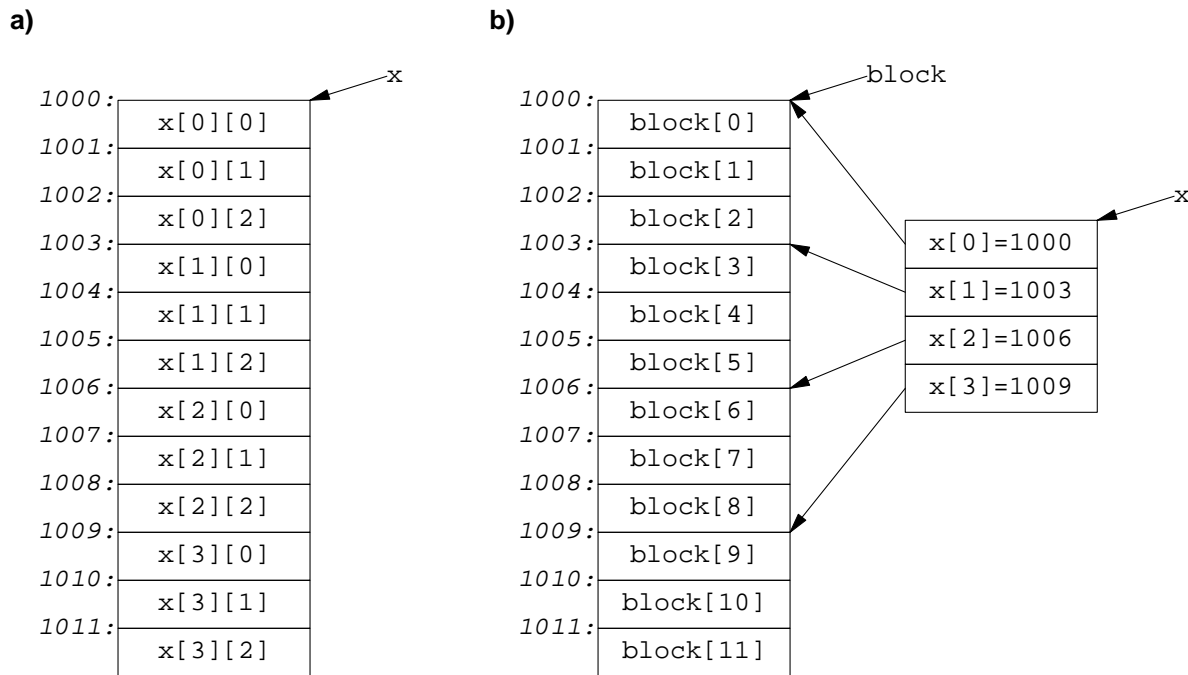 a)
x
1000:
x[0][0]
1001:
x[0][1]
1002:
x[0][2]
1003:
x[1][0]
1004:
x[1][1]
1005:
x[1][2]
1006:
x[2][0]
1007:
x[2][1]
1008:
x[2][2]
1009:
x[3][0]
1010:
x[3][1]
1011:
x[3][2]
b)
block
1000:
block[0]
1001:
block[1]
1002:
block[2]
1003:
block[3]
1004:
block[4]
1005:
block[5]
1006:
block[6]
1007:
block[7]
1008:
block[8]
1009:
block[9]
1010:
block[10]
1011:
block[11]
x
x[0]=1000
x[1]=1003
x[2]=1006
x[3]=1009